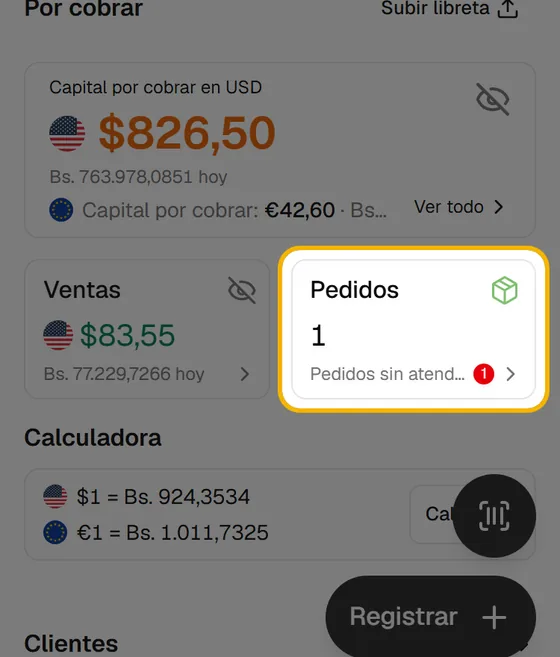 Por cobrar
Subir libreta
Capital por cobrar en USD
$826,50
Bs. 763.978,0851 hoy
Capital por cobrar: €42,60 · Bs...
Ver todo
Ventas
$83,55
Bs. 77.229,7266 hoy
Pedidos
1
Pedidos sin atend...
1
Calculadora
$1 = Bs. 924,3534
€1 = Bs. 1.011,7325
Cal
Registrar
Clientes